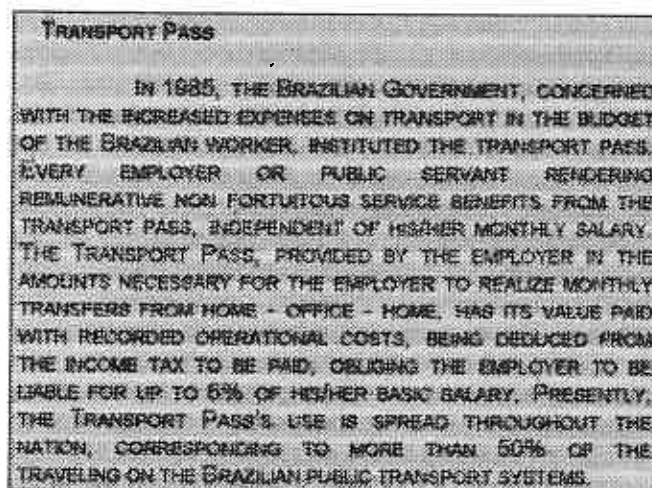 TRANSPORT PASS
IN 1985, THE BRAZILIAN GOVERNMENT, CONCERNED
WITH THE INCREASED EXPENSES ON TRANSPORT IN THE BUDGET
OF THE BRAZILIAN WORKER, INSTITUTED THE TRANSPORT PASS.
EVERY EMPLOYER OR PUBLIC SERVANT RENDERING
REMUNERATIVE NON FORTUITOUS SERVICE BENEFITS FROM THE
TRANSPORT PASS, INDEPENDENT OF HIS/HER MONTHLY SALARY.
THE TRANSPORT PASS, PROVIDED BY THE EMPLOYER IN THE
AMOUNTS NECESSARY FOR THE EMPLOYER TO REALIZE MONTHLY
TRANSFERS FROM HOME - OFFICE - HOME, HAS ITS VALUE PAID
WITH RECORDED OPERATIONAL COSTS, BEING DEDUCED FROM
THE INCOME TAX TO BE PAID, OBLIGING THE EMPLOYER TO BE
LIABLE FOR UP TO 6% OF HIS/HER BASIC SALARY. PRESENTLY,
THE TRANSPORT PASS'S USE IS SPREAD THROUGHOUT THE
NATION, CORRESPONDING TO MORE THAN 50% OF THE
TRAVELING ON THE BRAZILIAN PUBLIC TRANSPORT SYSTEMS.